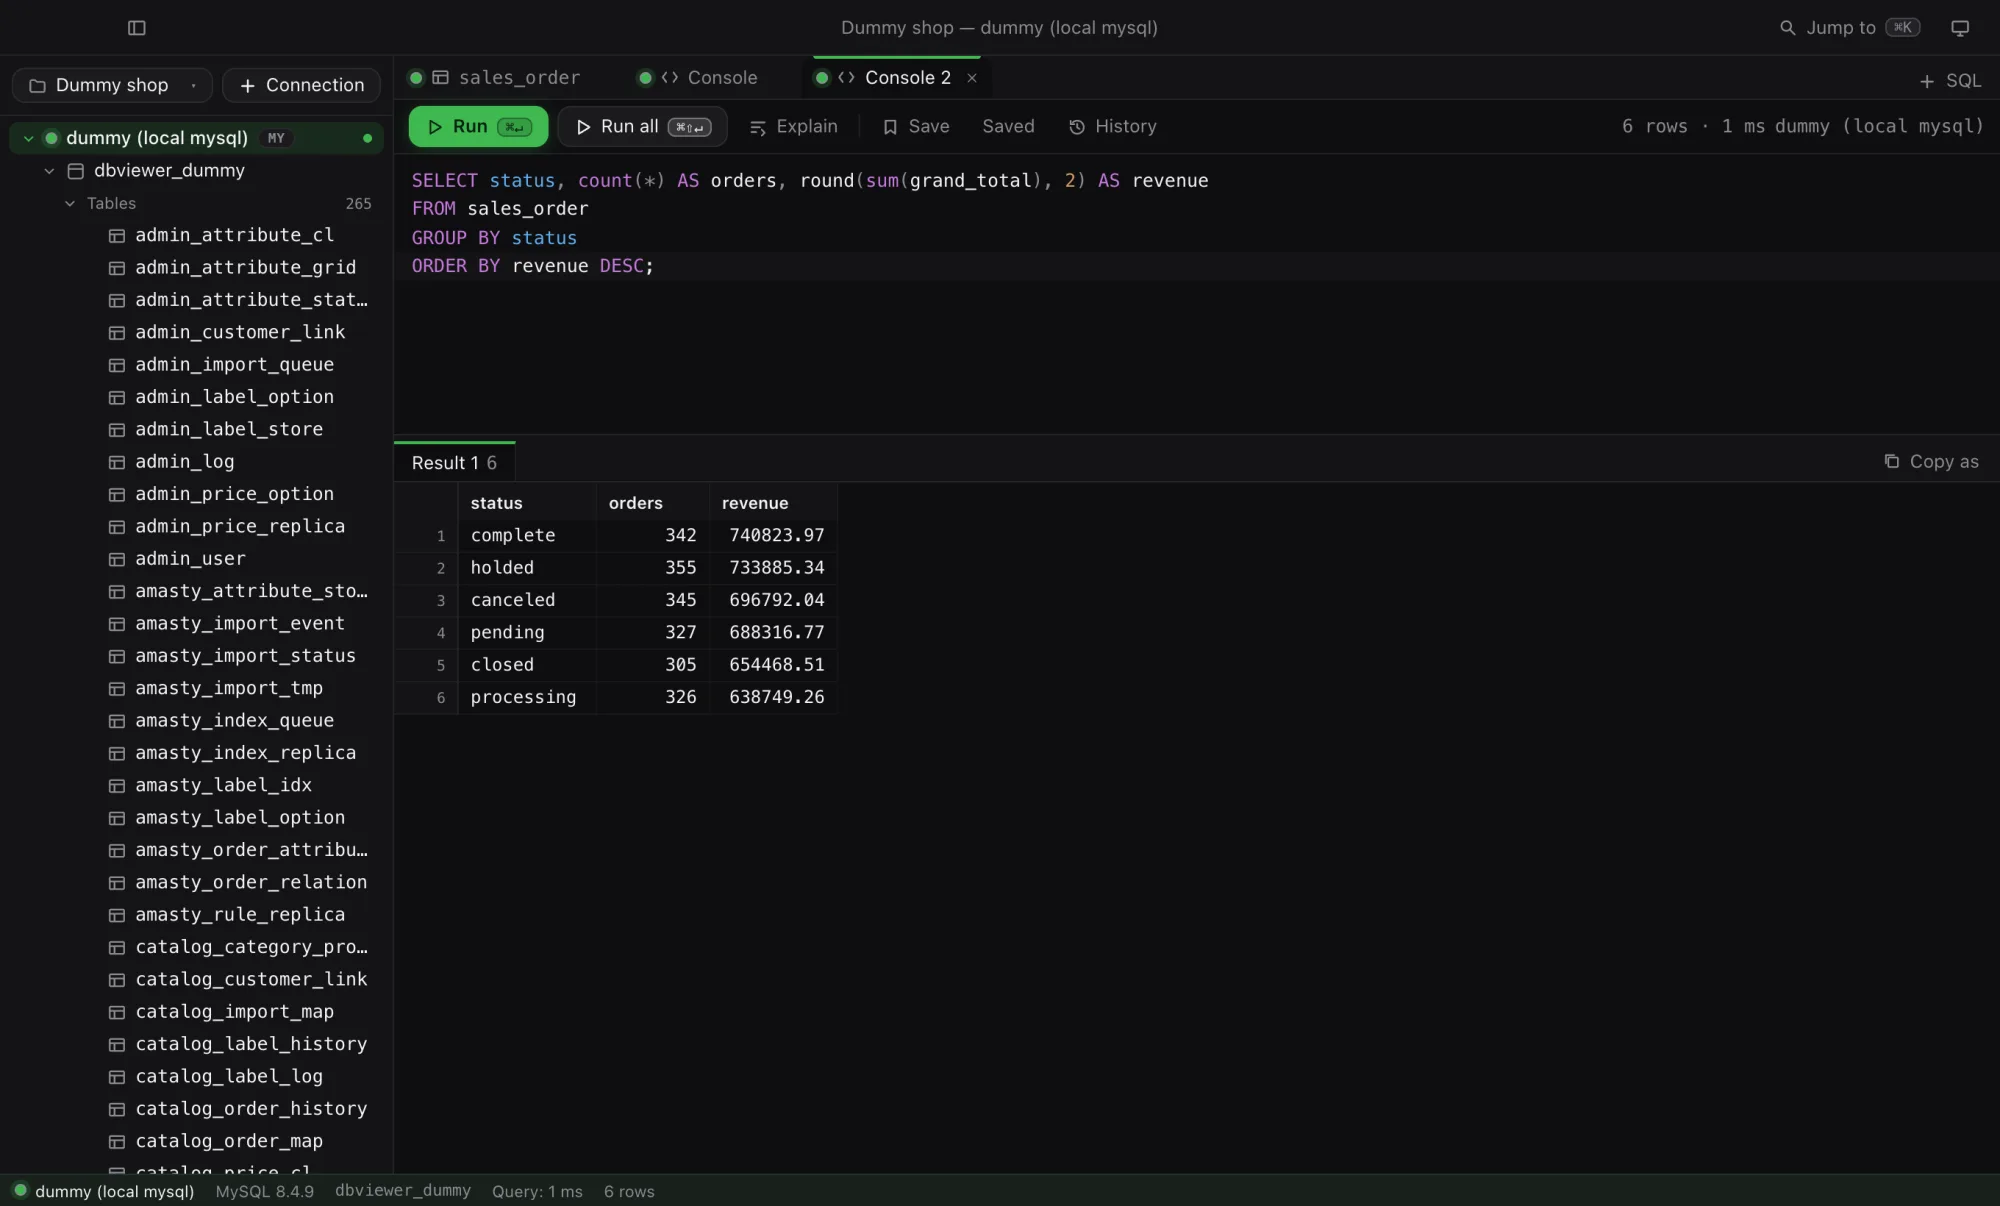 Dummy shop — dummy (local mysql)
Jump to ⌘K
Dummy shop
+ Connection
sales_order
Console
Console 2 ×
+ SQL
Run ⌘↵
Run all ⌘⇧↵
Explain
Save
Saved
History
6 rows · 1 ms dummy (local mysql)
dummy (local mysql) MY
dbviewer_dummy
Tables 265
admin_attribute_cl
admin_attribute_grid
admin_attribute_stat…
admin_customer_link
admin_import_queue
admin_label_option
admin_label_store
admin_log
admin_price_option
admin_price_replica
admin_user
amasty_attribute_sto…
amasty_import_event
amasty_import_status
amasty_import_tmp
amasty_index_queue
amasty_index_replica
amasty_label_idx
amasty_label_option
amasty_order_attribu…
amasty_order_relation
amasty_rule_replica
catalog_category_pro…
catalog_customer_link
catalog_import_map
catalog_label_history
catalog_label_log
catalog_order_history
catalog_order_map
catalog_price_cl
SELECT status, count(*) AS orders, round(sum(grand_total), 2) AS revenue
FROM sales_order
GROUP BY status
ORDER BY revenue DESC;
Result 1 6
Copy as
status orders revenue
1 complete 342 740823.97
2 holded 355 733885.34
3 canceled 345 696792.04
4 pending 327 688316.77
5 closed 305 654468.51
6 processing 326 638749.26
dummy (local mysql) MySQL 8.4.9 dbviewer_dummy Query: 1 ms 6 rows